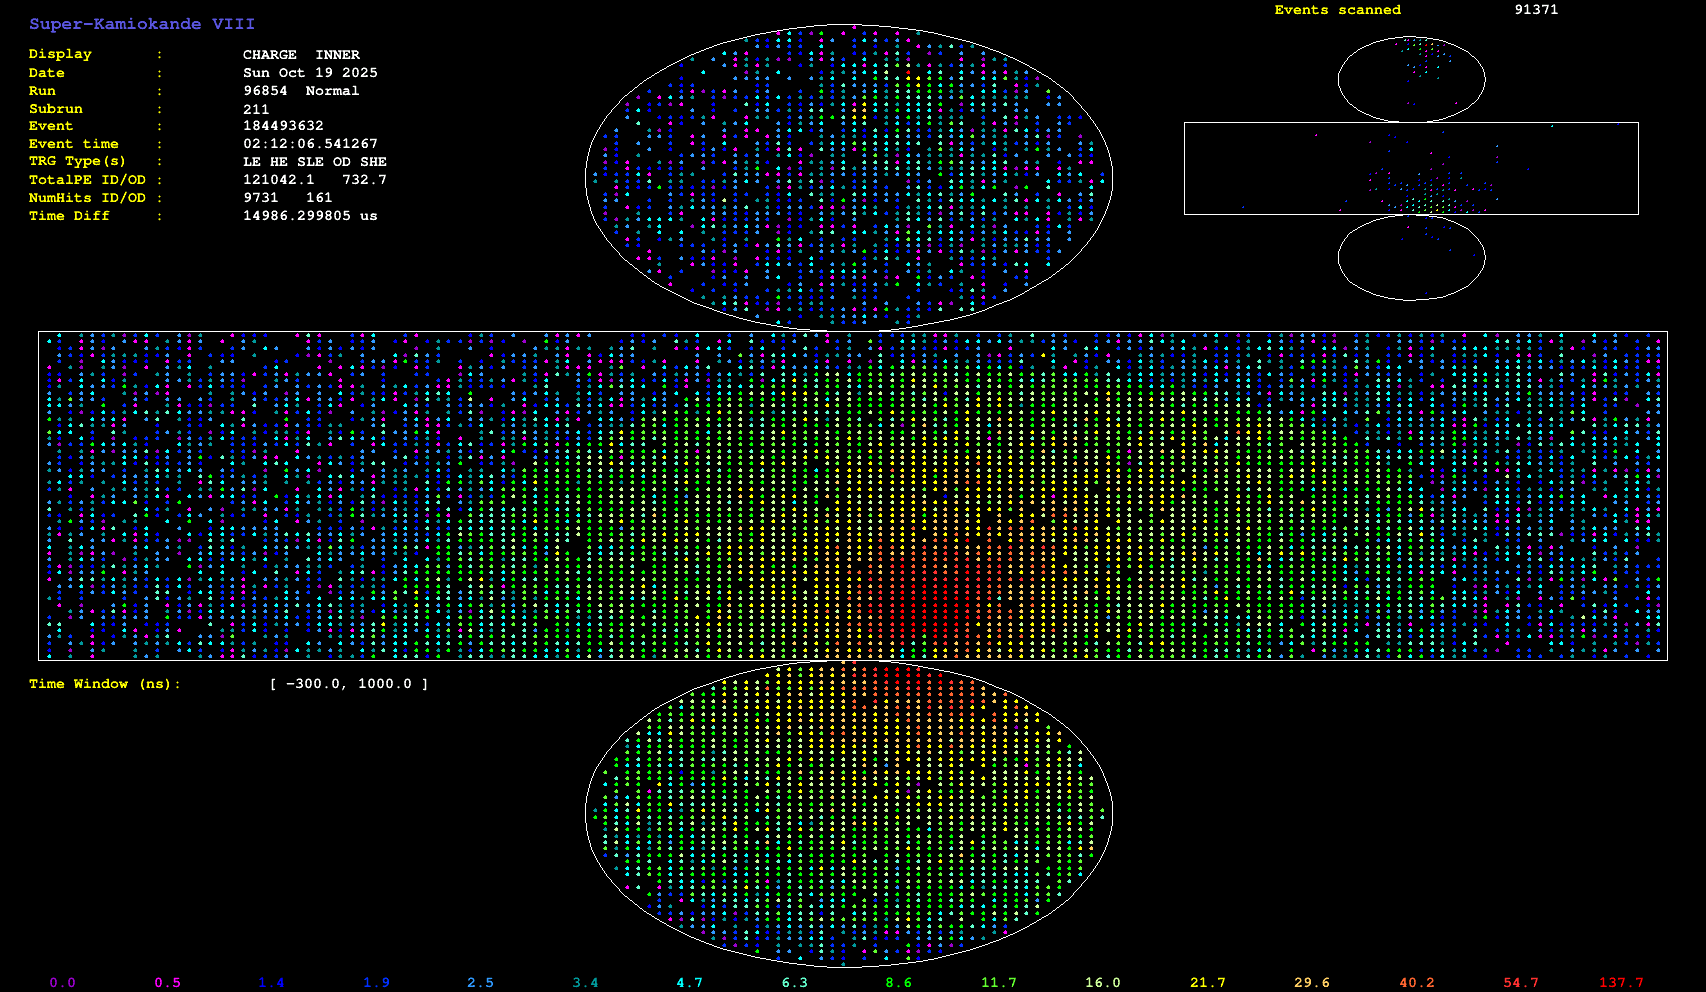 Super-Kamiokande VIII
Display : CHARGE INNER
Date : Sun Oct 19 2025
Run : 96854 Normal
Subrun : 211
Event : 184493632
Event time : 02:12:06.541267
TRG Type(s) : LE HE SLE OD SHE
TotalPE ID/OD : 121042.1 732.7
NumHits ID/OD : 9731 161
Time Diff : 14986.299805 us
Events scanned 91371
Time Window (ns): [ -300.0, 1000.0 ]
0.0 0.5 1.4 1.9 2.5 3.4 4.7 6.3 8.6 11.7 16.0 21.7 29.6 40.2 54.7 137.7